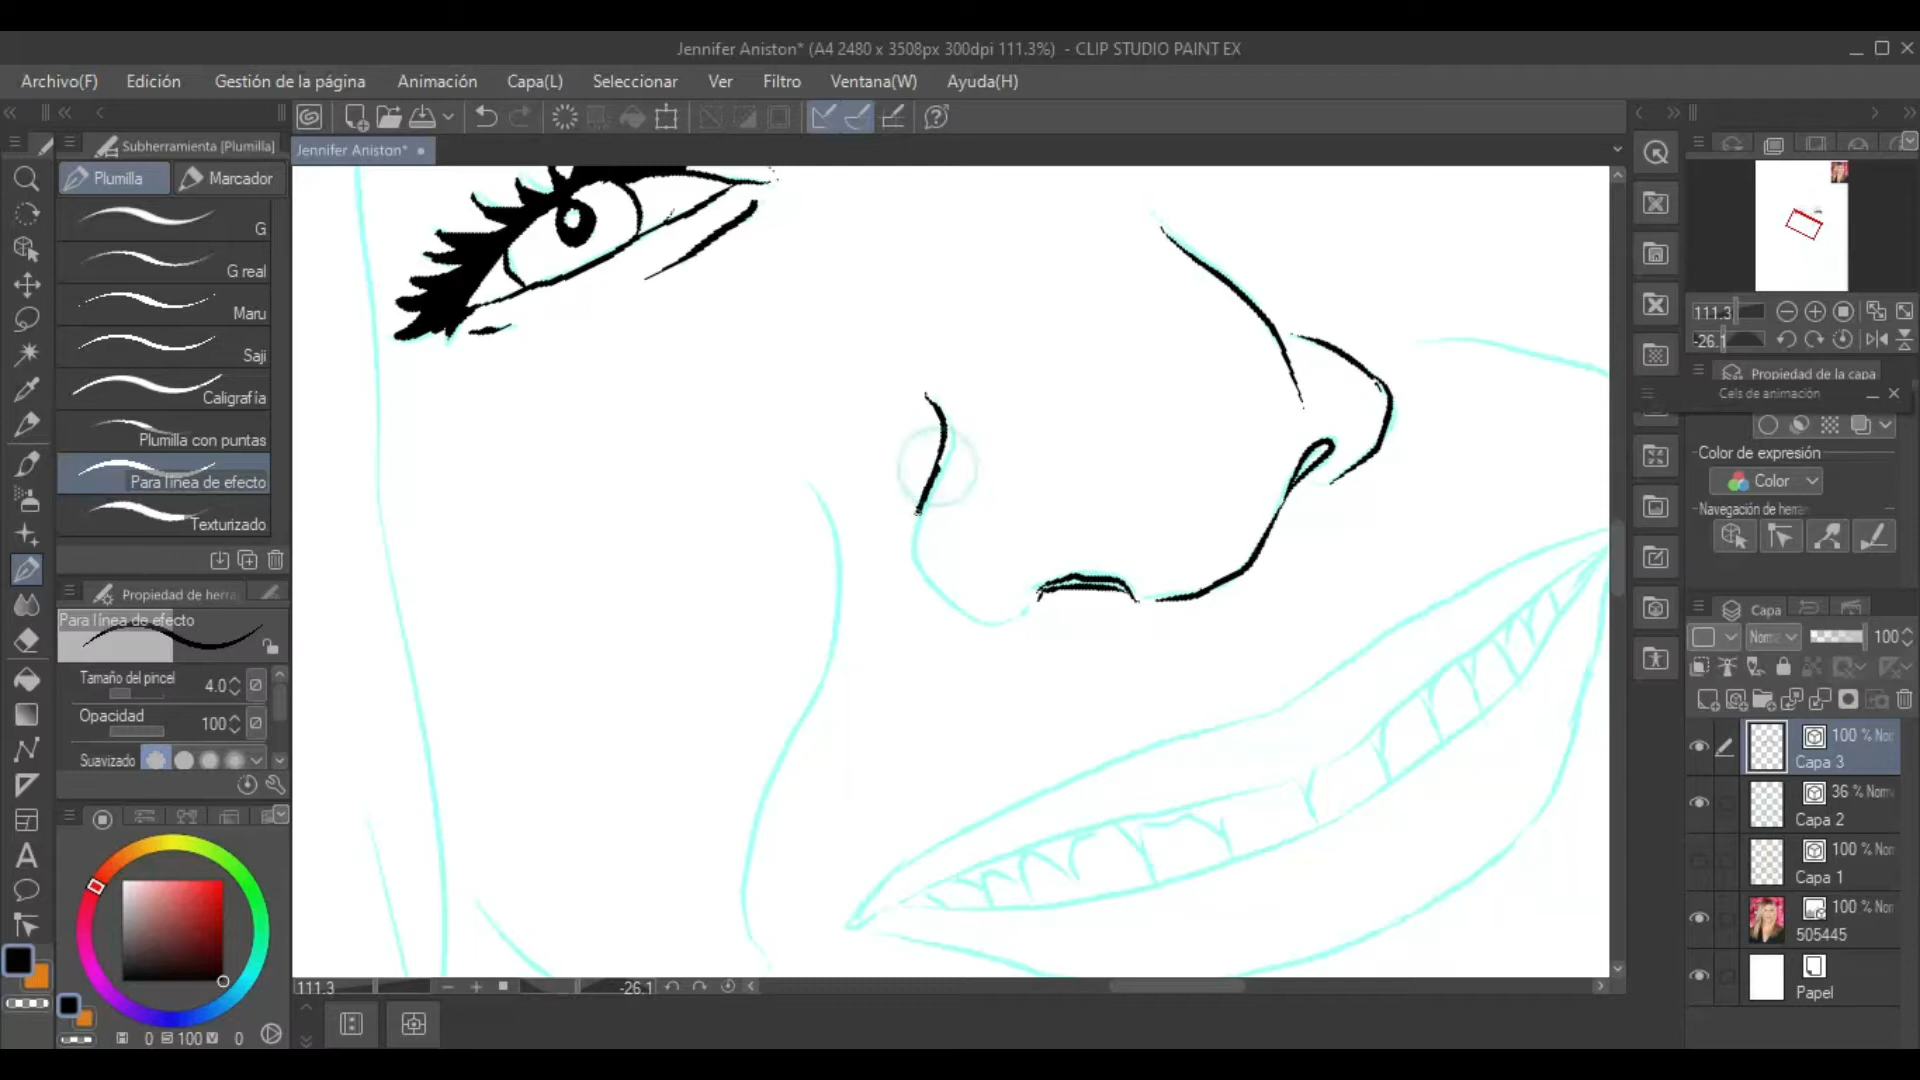 Jennifer Aniston* (A4 2480 x 3508px 300dpi 111.3%) - CLIP STUDIO PAINT EX
Archivo(F) Edición Gestión de la página Animación Capa(L) Seleccionar Ver Filtro Ventana(W) Ayuda(H)
Subherramienta [Plumilla]
Jennifer Aniston*
Plumilla
Marcador
G
G real
Maru
Saji
Caligrafía
Plumilla con puntas
Para línea de efecto
Texturizado
Propiedad de herra
Para línea de efecto
Tamaño del pincel 4.0
Opacidad 100
Suavizado
0 S 100 V 0
111.3
-26.1
111.3
-26.1
Propiedad de la capa
Cels de animación
Color de expresión
Color
Navegación de herra
Capa
Norm 100
100 % Nor
Capa 3
36 % Norm
Capa 2
100 % Nor
Capa 1
100 % Nor
505445
Papel